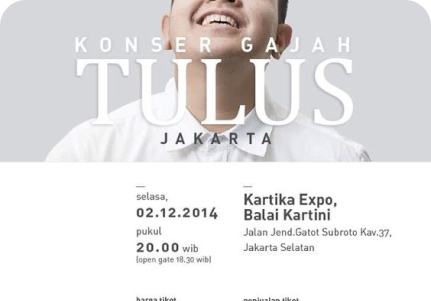 KONSER GAJAH
TULUS
JAKARTA
selasa,
02.12.2014
pukul
20.00 wib
(open gate 18.30 wib)
Kartika Expo,
Balai Kartini
Jalan Jend.Gatot Subroto Kav.37,
Jakarta Selatan
harga tiket
penjualan tiket